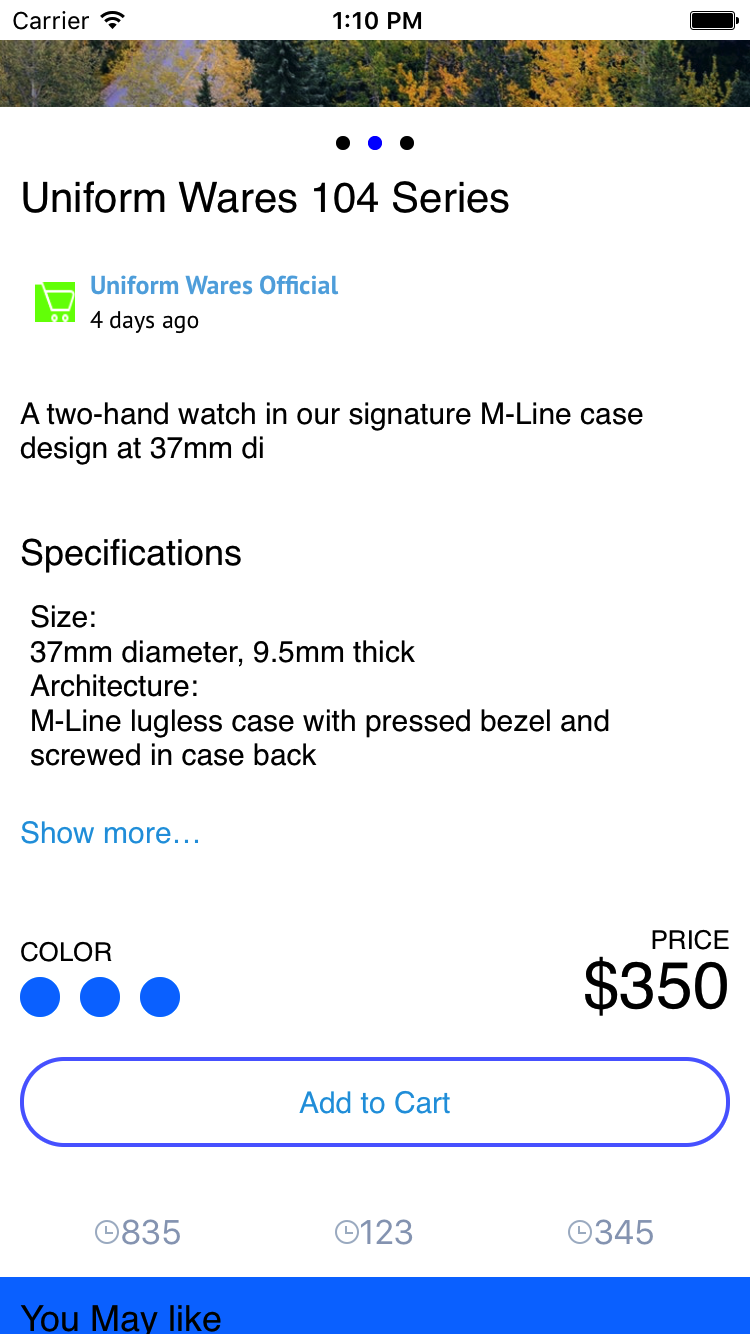 Carrier 1:10 PM
Uniform Wares 104 Series
Uniform Wares Official
4 days ago
A two-hand watch in our signature M-Line case
design at 37mm di
Specifications
Size:
37mm diameter, 9.5mm thick
Architecture:
M-Line lugless case with pressed bezel and
screwed in case back
Show more…
COLOR
PRICE
$350
Add to Cart
835 123 345
You May like